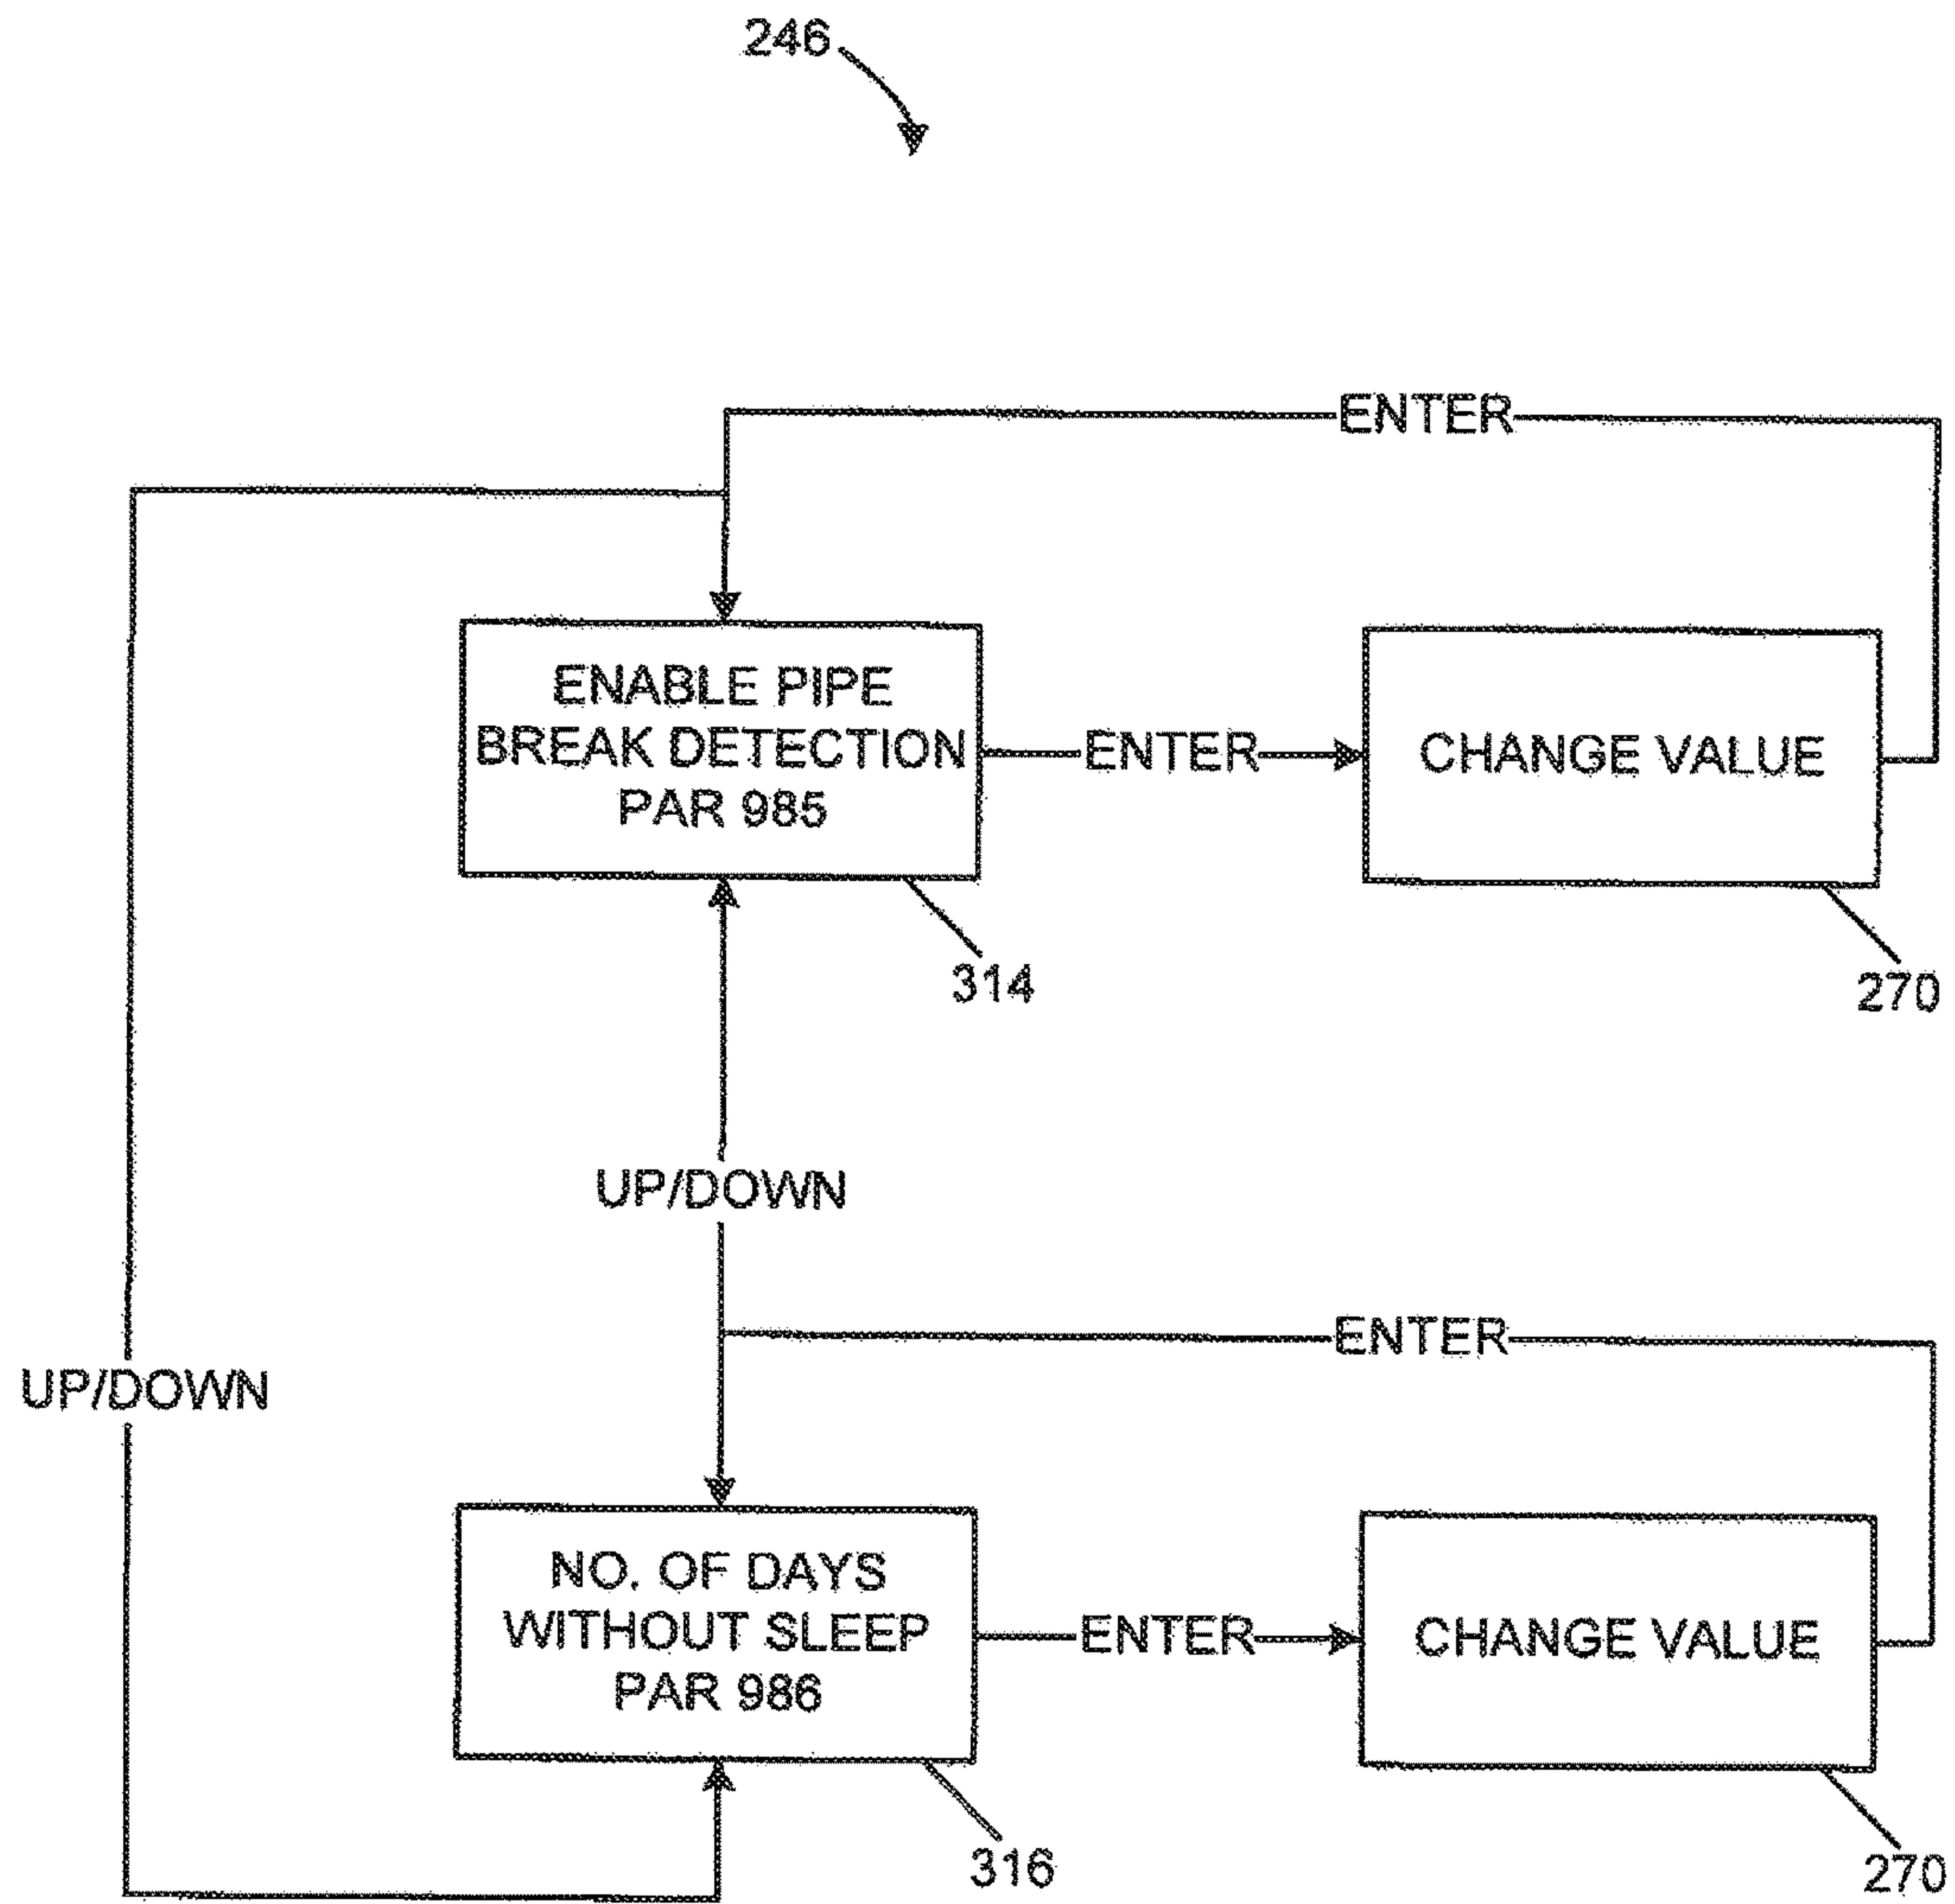 246
ENTER
ENABLE PIPE
BREAK DETECTION
PAR 985
ENTER
CHANGE VALUE
314
270
UP/DOWN
ENTER
UP/DOWN
NO. OF DAYS
WITHOUT SLEEP
PAR 986
ENTER
CHANGE VALUE
316
270